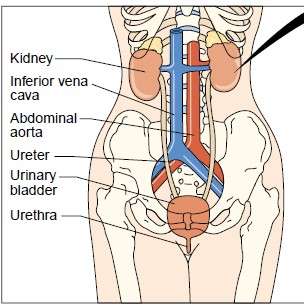 Kidney
Inferior vena
cava
Abdominal
aorta
Ureter
Urinary
bladder
Urethra